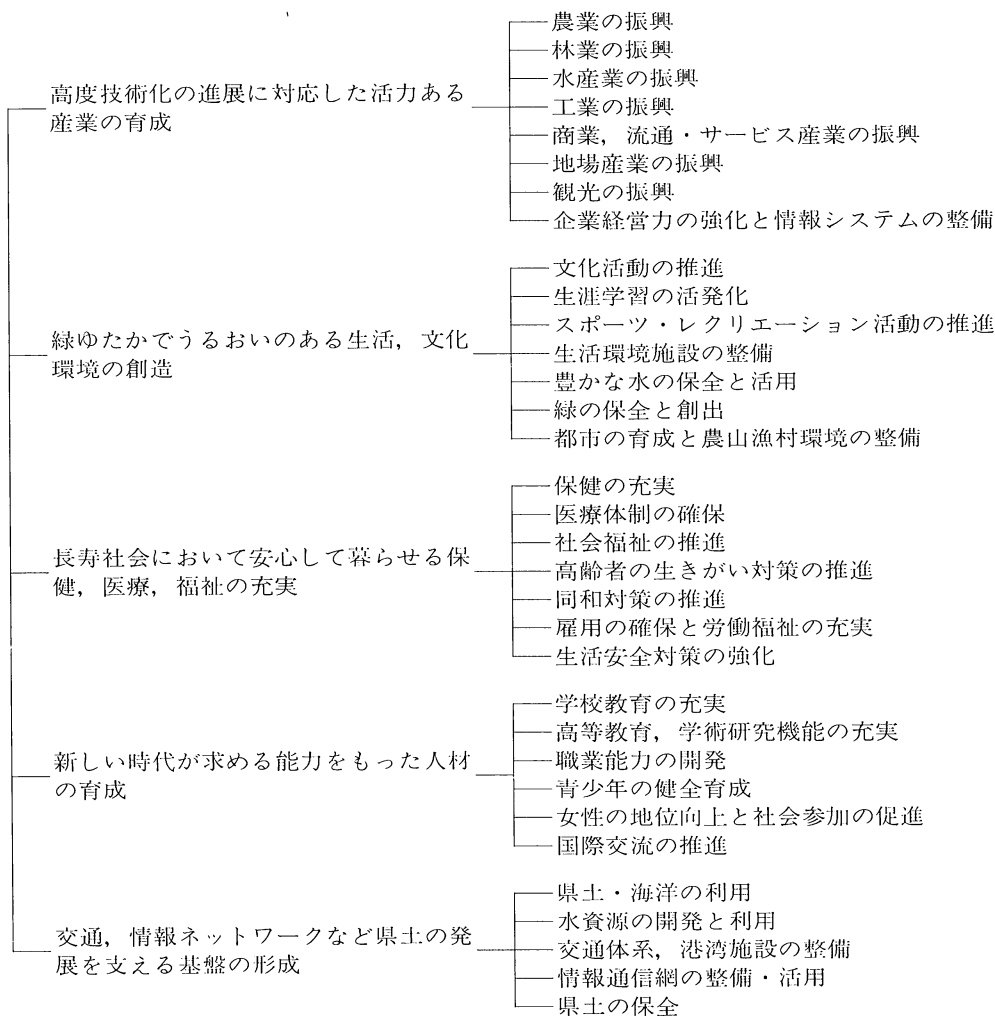 高度技術化の進展に対応した活力ある
産業の育成
農業の振興
林業の振興
水産業の振興
工業の振興
商業，流通・サービス産業の振興
地場産業の振興
観光の振興
企業経営力の強化と情報システムの整備
緑ゆたかでうるおいのある生活，文化
環境の創造
文化活動の推進
生涯学習の活発化
スポーツ・レクリエーション活動の推進
生活環境施設の整備
豊かな水の保全と活用
緑の保全と創出
都市の育成と農山漁村環境の整備
長寿社会において安心して暮らせる保
健，医療，福祉の充実
保健の充実
医療体制の確保
社会福祉の推進
高齢者の生きがい対策の推進
同和対策の推進
雇用の確保と労働福祉の充実
生活安全対策の強化
新しい時代が求める能力をもった人材
の育成
学校教育の充実
高等教育，学術研究機能の充実
職業能力の開発
青少年の健全育成
女性の地位向上と社会参加の促進
国際交流の推進
交通，情報ネットワークなど県土の発
展を支える基盤の形成
県土・海洋の利用
水資源の開発と利用
交通体系，港湾施設の整備
情報通信網の整備・活用
県土の保全